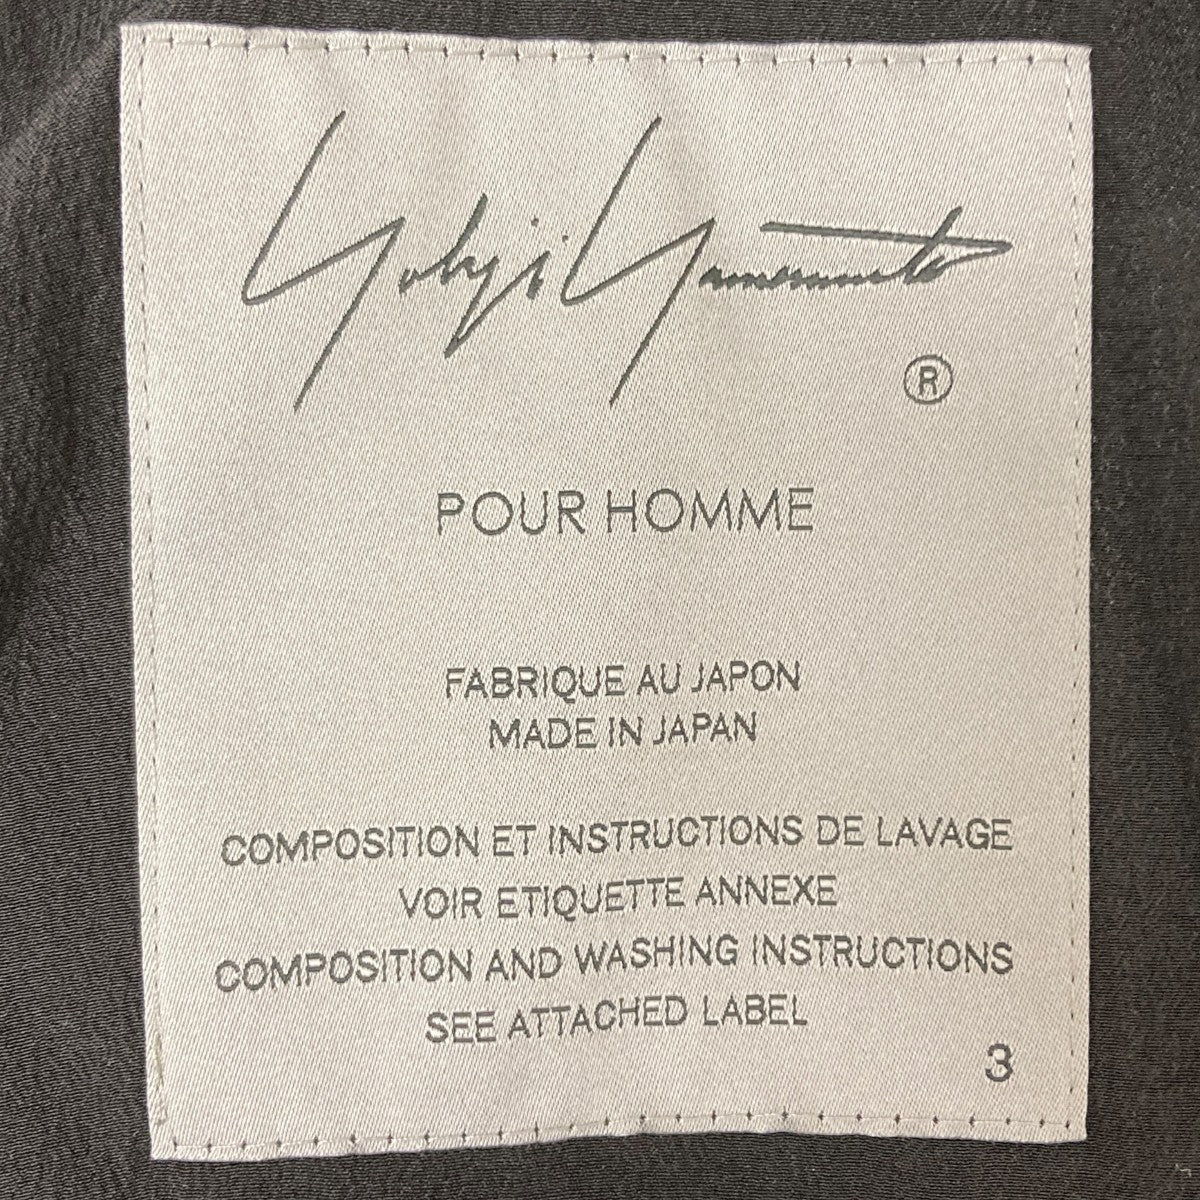 Yohji Yamamoto
®
POUR HOMME
FABRIQUE AU JAPON
MADE IN JAPAN
COMPOSITION ET INSTRUCTIONS DE LAVAGE
VOIR ETIQUETTE ANNEXE
COMPOSITION AND WASHING INSTRUCTIONS
SEE ATTACHED LABEL
3